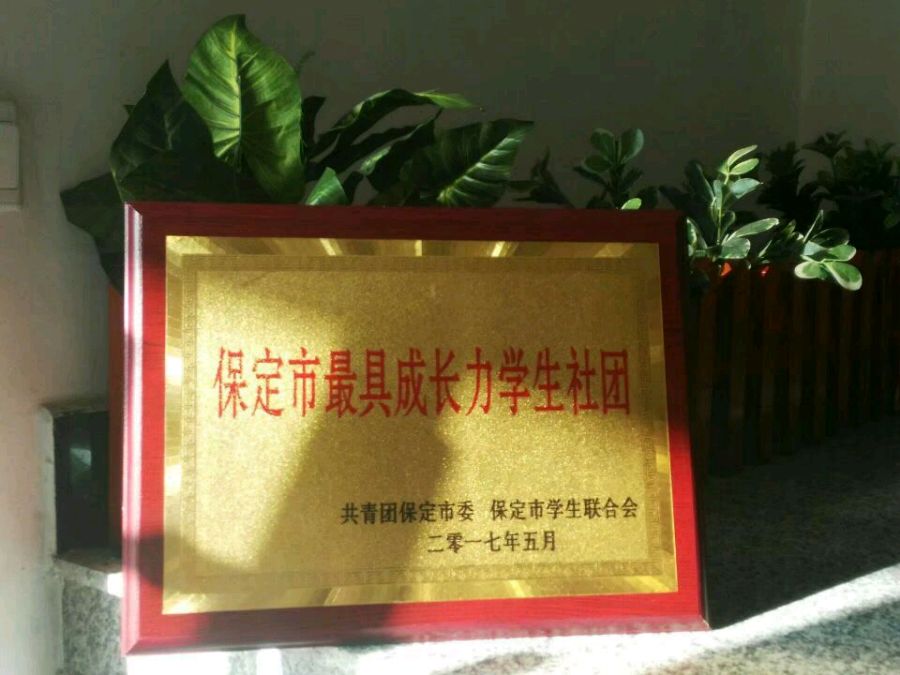 保定市最具成长力学生社团
共青团保定市委 保定市学生联合会
二零一七年五月